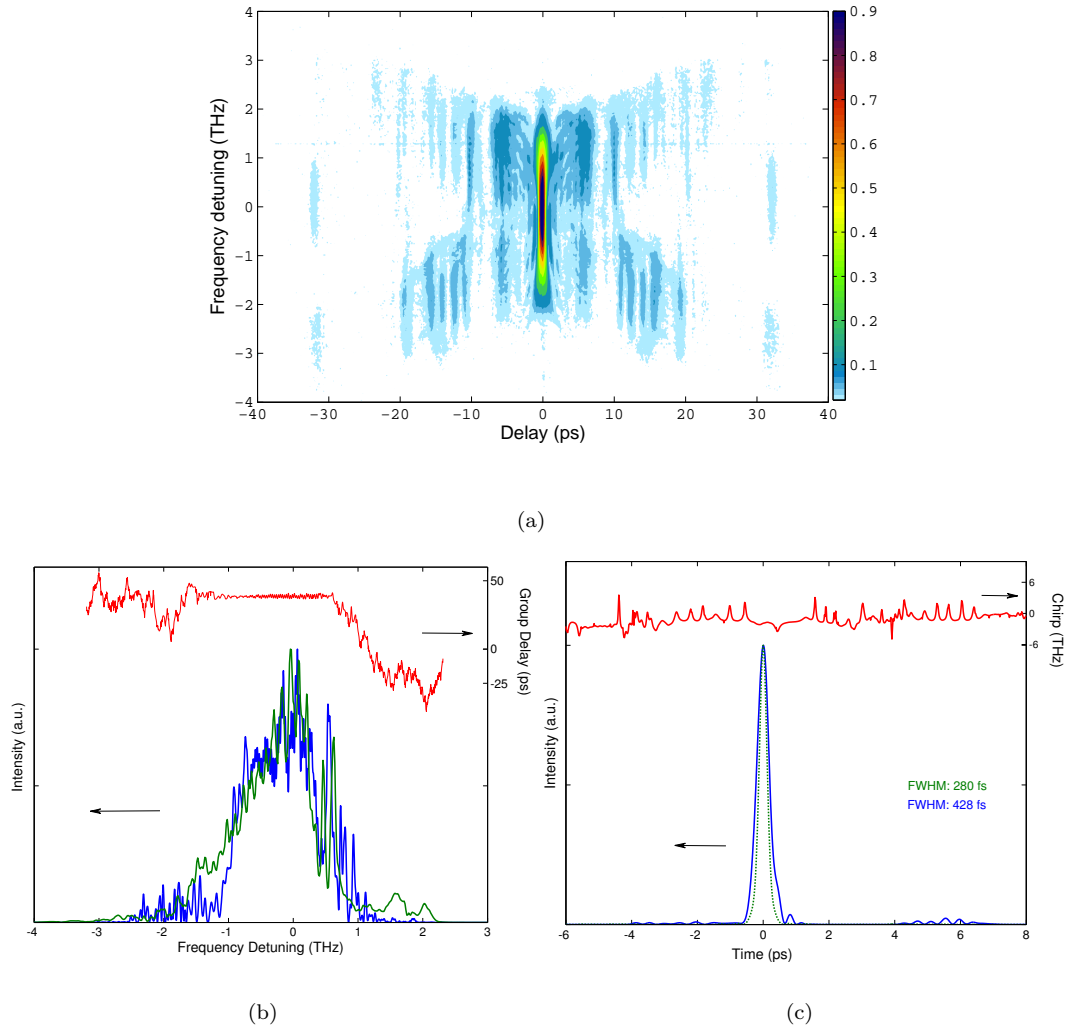 4
3
2
1
0
−1
−2
−3
−4
Frequency detuning (THz)
−40 −30 −20 −10 0 10 20 30 40
Delay (ps)
0.9
0.8
0.7
0.6
0.5
0.4
0.3
0.2
0.1
(a)
50
0
-25
Group Delay (ps)
Intensity (a.u.)
-4 -3 -2 -1 0 1 2 3
Frequency Detuning (THz)
(b)
6
0
-6
Chirp (THz)
Intensity (a.u.)
FWHM: 280 fs
FWHM: 428 fs
-6 -4 -2 0 2 4 6 8
Time (ps)
(c)